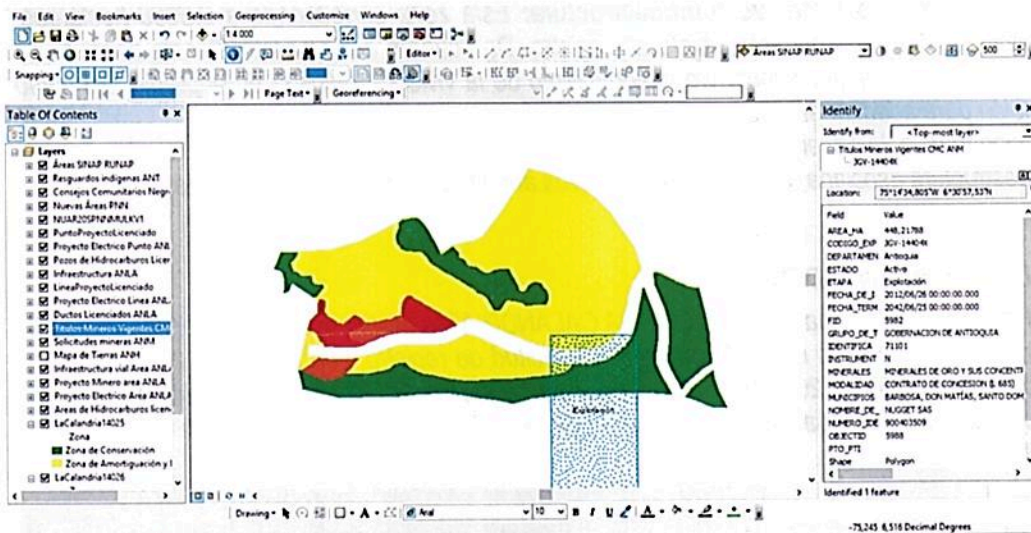 File Edit View Bookmarks Insert Selection Geoprocessing Customize Windows Help
1:4 000
Editor
Áreas SINAP RUNAP
500
Snapping
Page Text
Georeferencing
Table Of Contents
Layers
Áreas SINAP RUNAP
Resguardos indigenas ANT
Consejos Comunitarios Negr
Nuevas Áreas PNN
PuntoProyectoLicenciado
Proyecto Electrico Punto ANL
Pozos de Hidrocarburos Licer
Infraestructura ANLA
LineaProyectoLicenciado
Proyecto Electrico Linea ANL
Ductos Licenciados ANLA
Titulos Mineros Vigentes CM
Solicitudes mineras ANM
Mapa de Tierras ANH
Infraestructura vial Area ANL
Proyecto Minero area ANLA
Proyecto Electrico Area ANL
Areas de Hidrocarburos licen
LaCalandria14025
Zona
Zona de Conservación
Zona de Amortiguación y
LaCalandria14026
Explotación
Identify
Identify from: <Top-most layer>
Titulos Mineros Vigentes CMC ANM
JGV-14404X
Location: 75°14'34,805"W 6°30'57,53"N
Field Value
AREA_HA 448,21788
CODIGO_EXP JGV-14404X
DEPARTAMEN Antioquia
ESTADO Activo
ETAPA Explotación
FECHA_DE_I 2012/06/26 00:00:00.000
FECHA_TERM 2042/06/25 00:00:00.000
FID 5982
GRUPO_DE_T GOBERNACION DE ANTIOQUIA
IDENTIFICA 71101
INSTRUMENT N
MINERALES MINERALES DE ORO Y SUS CONCENTR
MODALIDAD CONTRATO DE CONCESION (L 685)
MUNICIPIOS BARBOSA, DON MATÍAS, SANTO DOM
NOMBRE_DE_ NUGGET SAS
NUMERO_IDE 900403509
OBJECTID 5988
PTO_PTI
Shape Polygon
Identified 1 feature
Drawing Arial 10 B I U A
-75,245 6,516 Decimal Degrees